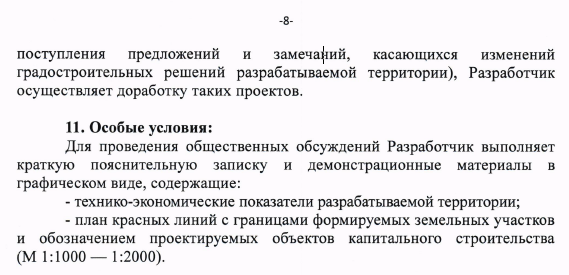 -8-
поступления предложений и замечаний, касающихся изменений
градостроительных решений разрабатываемой территории), Разработчик
осуществляет доработку таких проектов.
11. Особые условия:
Для проведения общественных обсуждений Разработчик выполняет
краткую пояснительную записку и демонстрационные материалы в
графическом виде, содержащие:
- технико-экономические показатели разрабатываемой территории;
- план красных линий с границами формируемых земельных участков
и обозначением проектируемых объектов капитального строительства
(М 1:1000 — 1:2000).